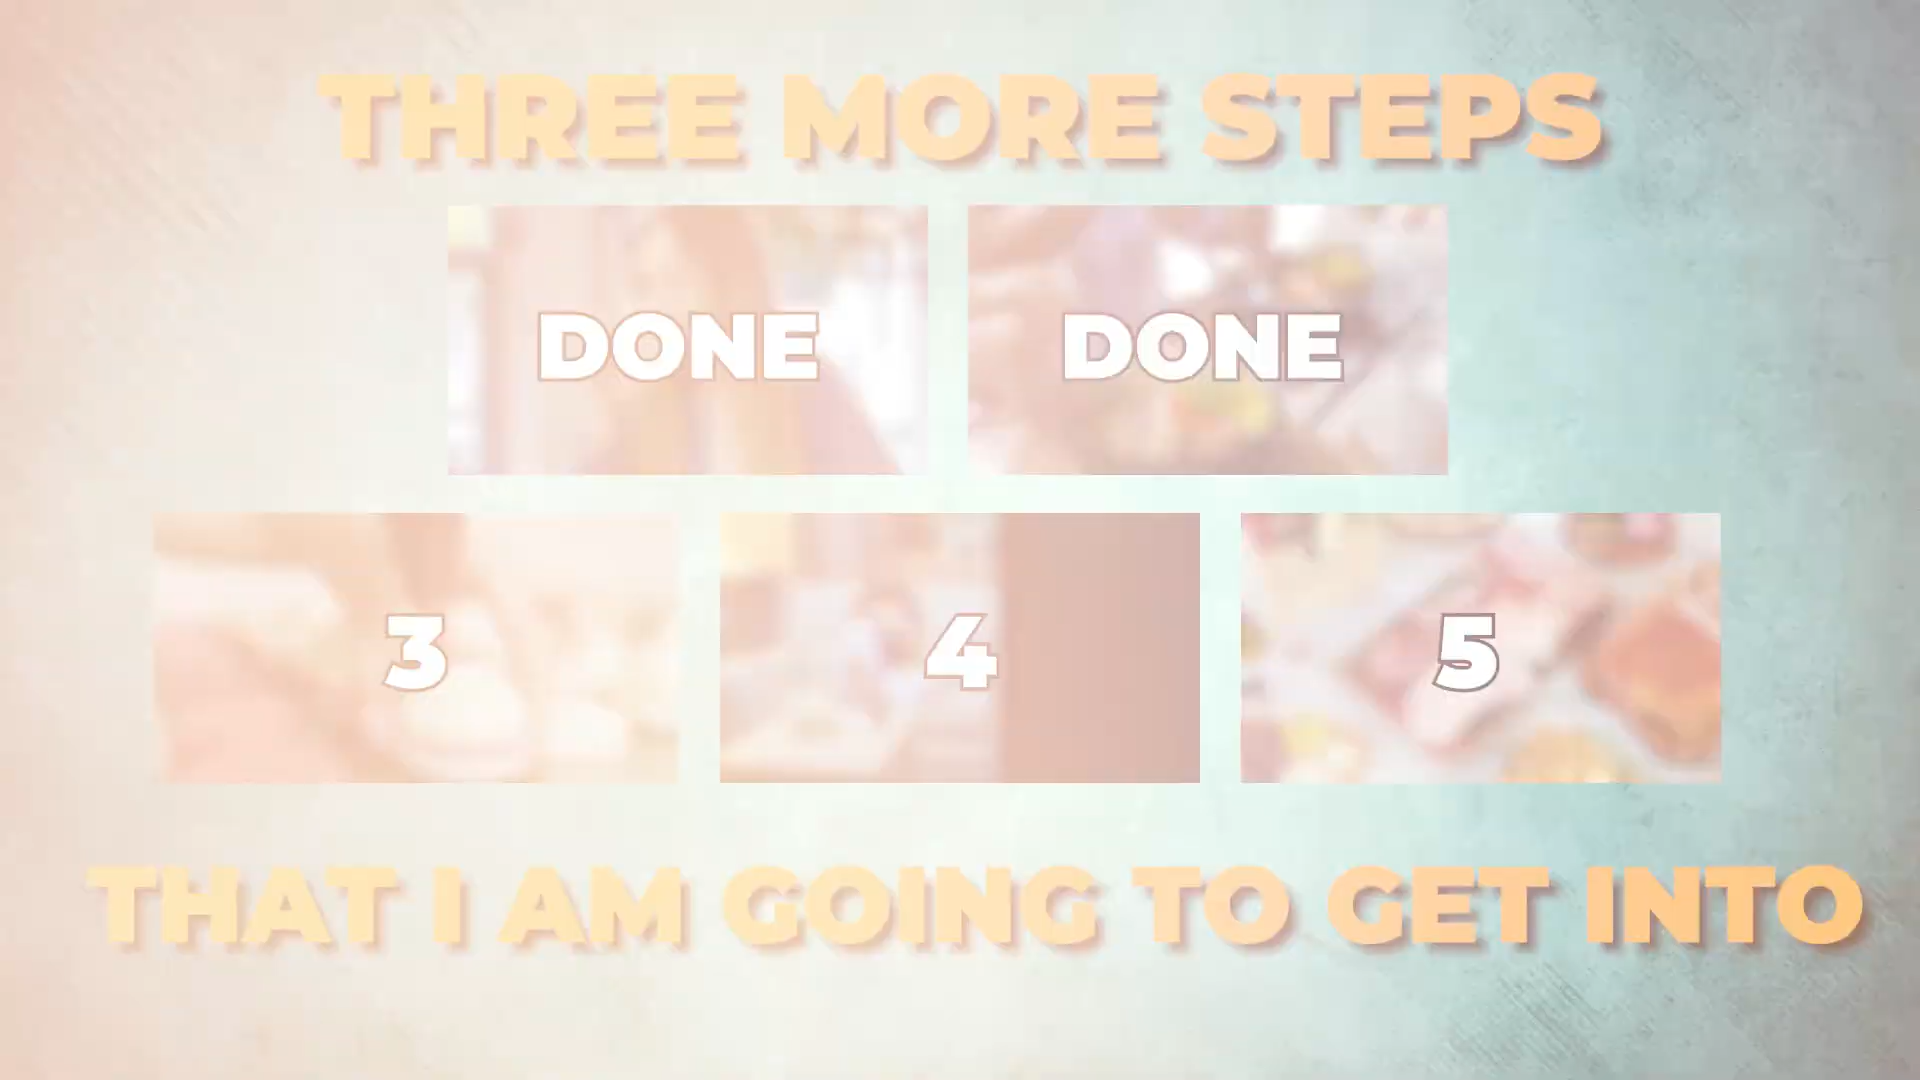 THREE MORE STEPS
DONE DONE
3 4 5
THAT I AM GOING TO GET INTO